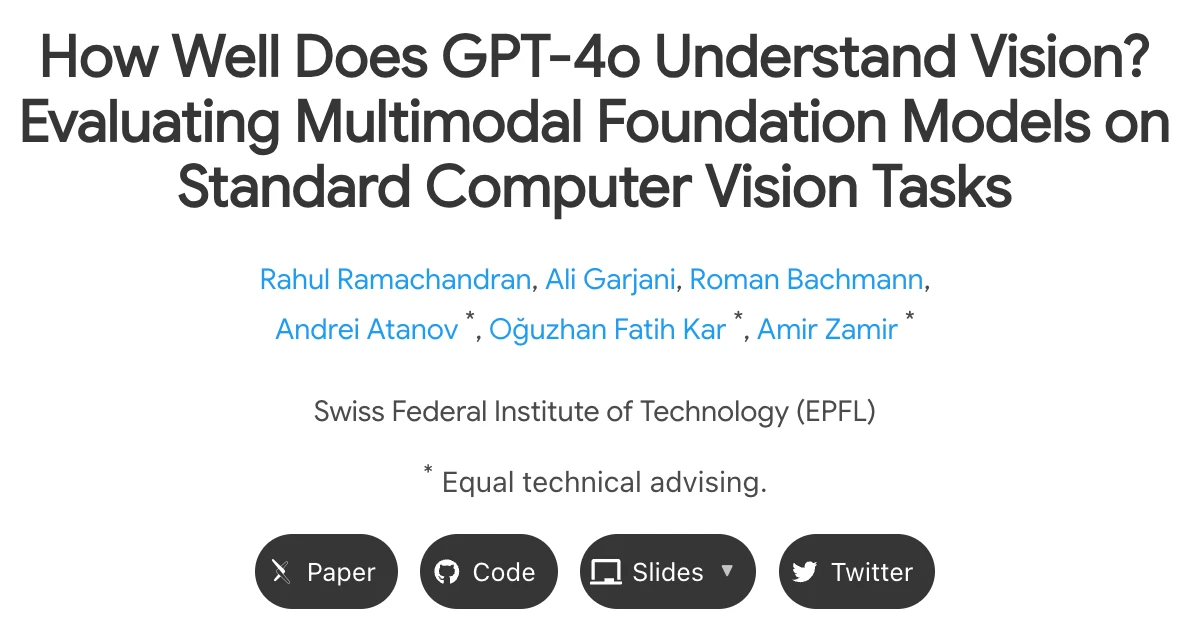 How Well Does GPT-4o Understand Vision?
Evaluating Multimodal Foundation Models on
Standard Computer Vision Tasks
Rahul Ramachandran, Ali Garjani, Roman Bachmann,
Andrei Atanov *, Oğuzhan Fatih Kar *, Amir Zamir *
Swiss Federal Institute of Technology (EPFL)
* Equal technical advising.
Paper Code Slides ▼ Twitter